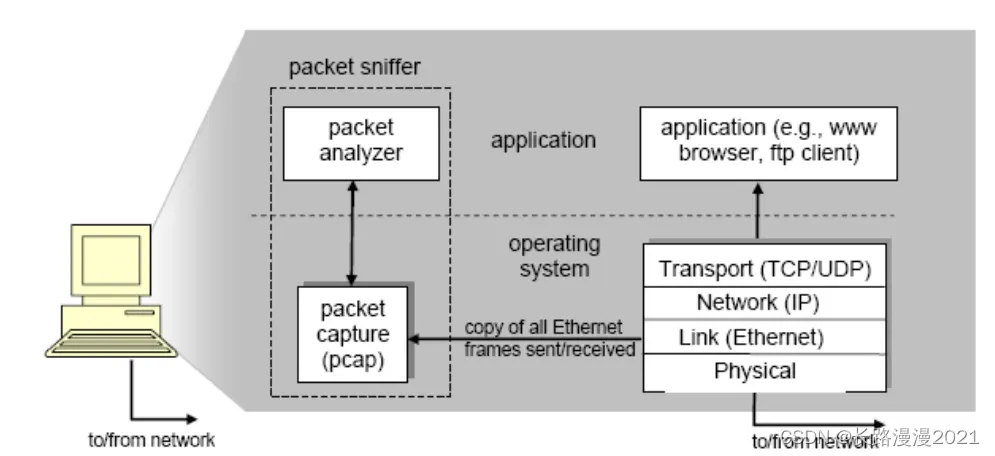 packet sniffer
packet
analyzer
application
application (e.g., www
browser, ftp client)
operating
system
packet
capture
(pcap)
copy of all Ethernet
frames sent/received
Transport (TCP/UDP)
Network (IP)
Link (Ethernet)
Physical
to/from network
to/from network
CSDN @长路漫漫2021